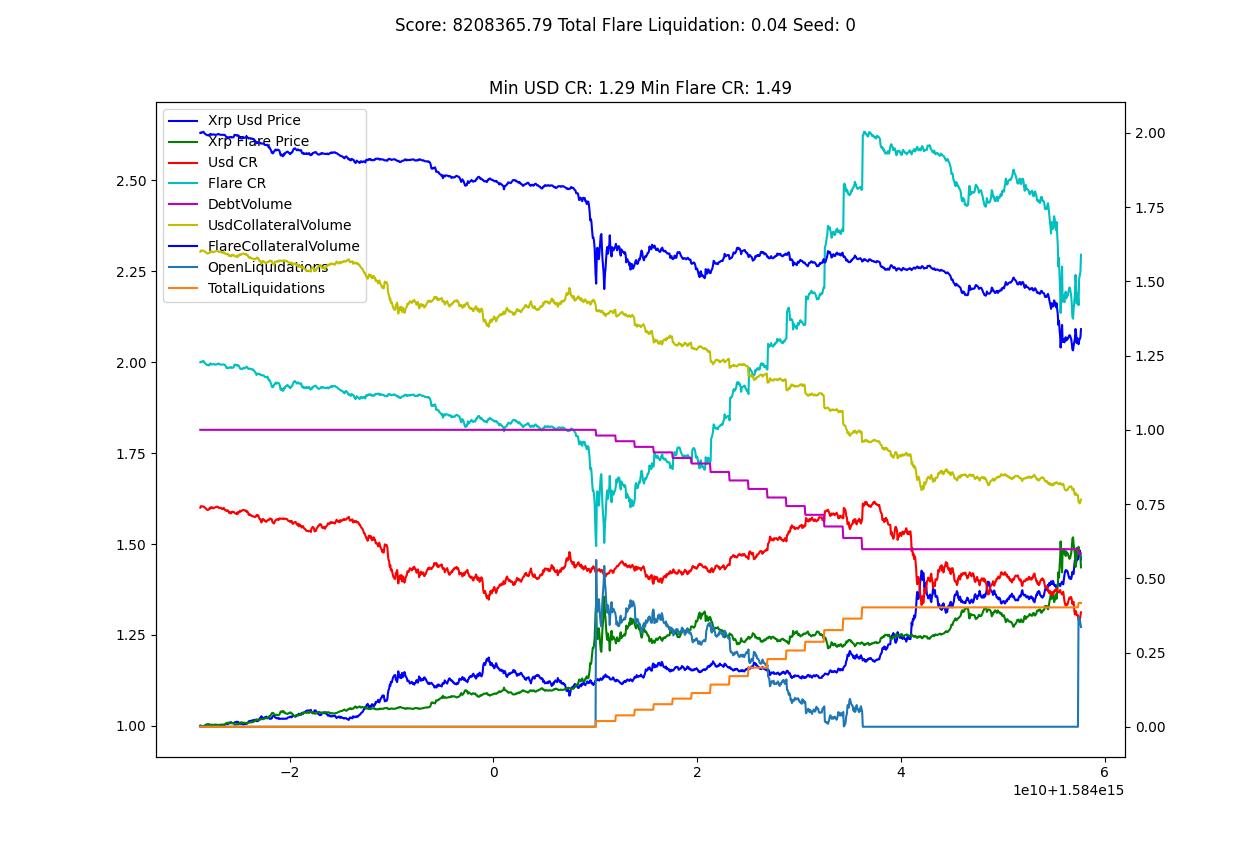 Score: 8208365.79 Total Flare Liquidation: 0.04 Seed: 0
Min USD CR: 1.29 Min Flare CR: 1.49
Xrp Usd Price
Xrp Flare Price
Usd CR
Flare CR
DebtVolume
UsdCollateralVolume
FlareCollateralVolume
OpenLiquidations
TotalLiquidations
2.50
2.25
2.00
1.75
1.50
1.25
1.00
2.00
1.75
1.50
1.25
1.00
0.75
0.50
0.25
0.00
−2
0
2
4
6
1e10+1.584e15